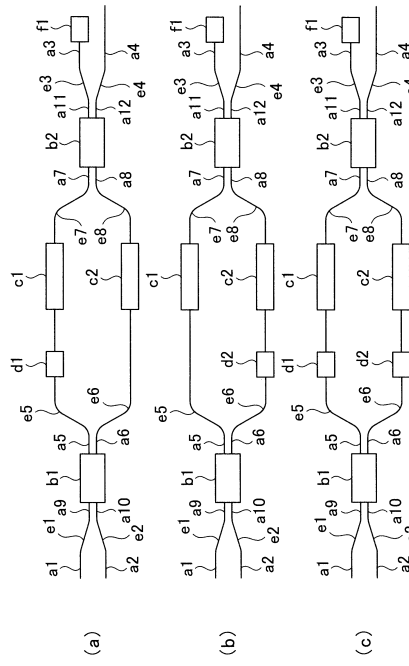 (a)
a1
e1
a9
b1
a5
e5
d1
c1
e7
a7
b2
a11
e3
a3
f1
a2
e2
a10
a6
e6
c2
e8
a8
a12
e4
a4
(b)
a1
e1
a9
b1
a5
e5
c1
e7
a7
b2
a11
e3
a3
f1
a2
e2
a10
a6
e6
d2
c2
e8
a8
a12
e4
a4
(c)
a1
e1
a9
b1
a5
e5
d1
c1
e7
a7
b2
a11
e3
a3
f1
a2
e2
a10
a6
e6
d2
c2
e8
a8
a12
e4
a4